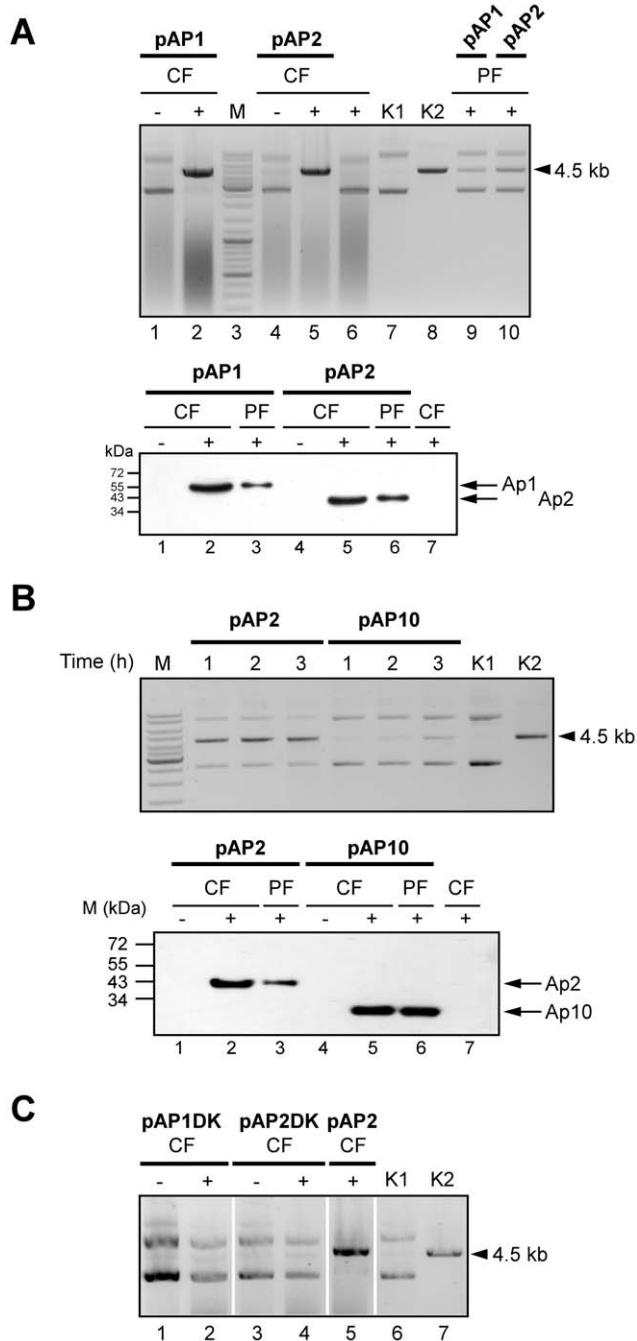 A
pAP1 pAP2 pAP1 pAP2
CF CF PF
- + M - + + K1 K2 + +
4.5 kb
1 2 3 4 5 6 7 8 9 10
pAP1 pAP2
CF PF CF PF CF
kDa - + + - + + +
72
55
43
34
Ap1
Ap2
1 2 3 4 5 6 7
B
pAP2 pAP10
Time (h) M 1 2 3 1 2 3 K1 K2
4.5 kb
pAP2 pAP10
CF PF CF PF CF
M (kDa) - + + - + + +
72
55
43
34
Ap2
Ap10
1 2 3 4 5 6 7
C
pAP1DK pAP2DK pAP2
CF CF CF
- + - + + K1 K2
4.5 kb
1 2 3 4 5 6 7